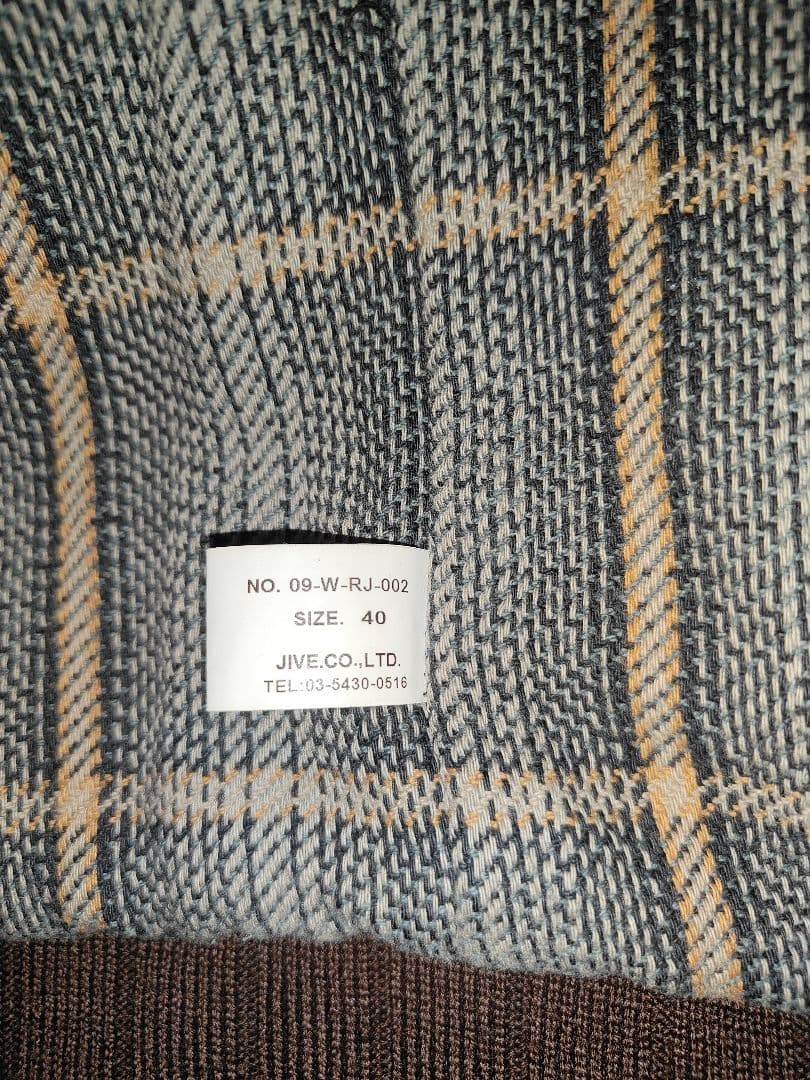 NO. 09-W-RJ-002
SIZE. 40
JIVE.CO.,LTD.
TEL:03-5430-0516